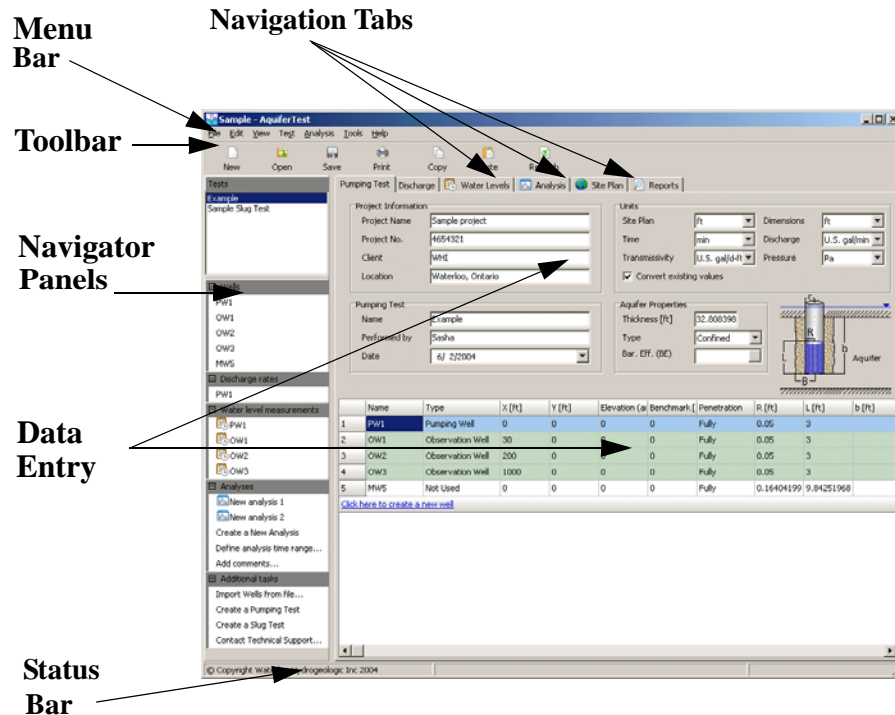 Menu
Bar
Navigation Tabs
Toolbar
Navigator
Panels
Data
Entry
Status
Bar
Sample - AquiferTest
File Edit View Test Analysis Tools Help
New Open Save Print Copy
Tests
Example
Sample Slug Test
Wells
PW1
OW1
OW2
OW3
MW5
Discharge rates
PW1
Water level measurements
PW1
OW1
OW2
OW3
Analyses
New analysis 1
New analysis 2
Create a New Analysis
Define analysis time range...
Add comments...
Additional tasks
Import Wells from file...
Create a Pumping Test
Create a Slug Test
Contact Technical Support...
Pumping Test Discharge Water Levels Analysis Site Plan Reports
Project Information
Project Name Sample project
Project No. 4654321
Client WHI
Location Waterloo, Ontario
Units
Site Plan ft Dimensions ft
Time min Discharge U.S. gal/min
Transmissivity U.S. gal/d-ft Pressure Pa
Convert existing values
Pumping Test
Name Example
Performed by Sasha
Date 6/ 2/2004
Aquifer Properties
Thickness [ft] 32.808398
Type Confined
Bar. Eff. (BE)
R
L
b
B
Aquifer
Name Type X [ft] Y [ft] Elevation (a Benchmark [ Penetration R [ft] L [ft] b [ft]
1 PW1 Pumping Well 0 0 0 0 Fully 0.05 3
2 OW1 Observation Well 30 0 0 0 Fully 0.05 3
3 OW2 Observation Well 200 0 0 0 Fully 0.05 3
4 OW3 Observation Well 1000 0 0 0 Fully 0.05 3
5 MW5 Not Used 0 0 0 0 Fully 0.16404199 9.84251968
Click here to create a new well
© Copyright Inc 2004